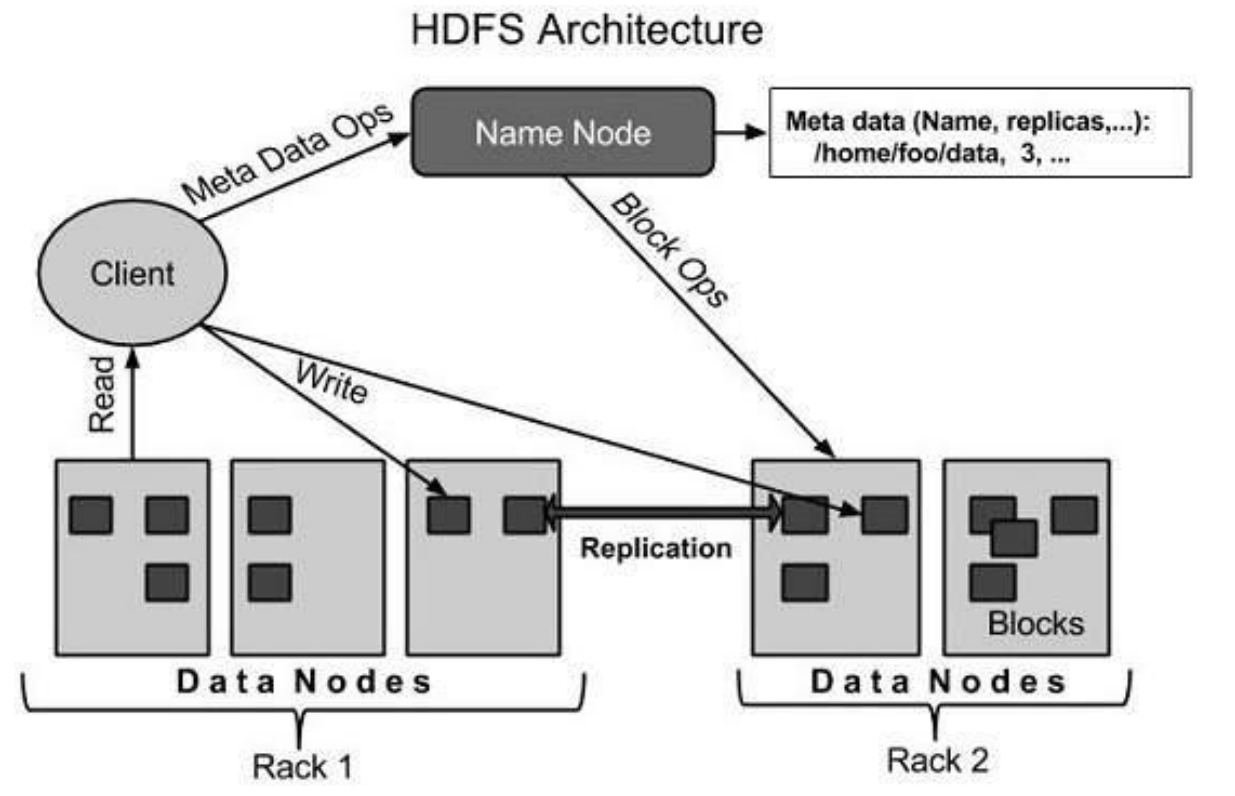 HDFS Architecture
Meta Data Ops
Name Node
Meta data (Name, replicas,...):
/home/foo/data, 3, ...
Block Ops
Client
Read
Write
Replication
Blocks
Data Nodes
Data Nodes
Rack 1
Rack 2